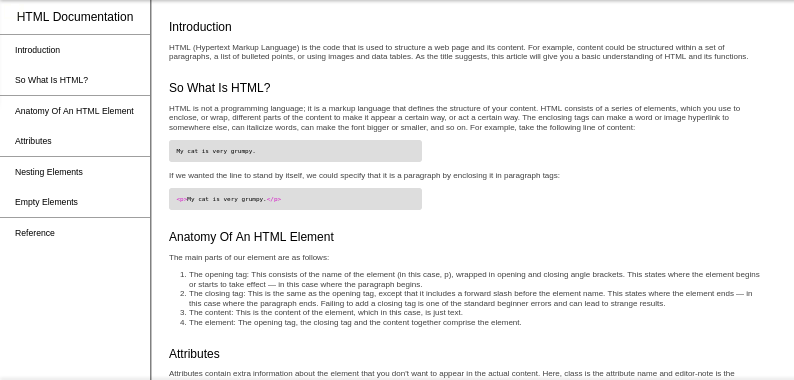 HTML Documentation
Introduction
So What Is HTML?
Anatomy Of An HTML Element
Attributes
Nesting Elements
Empty Elements
Reference
Introduction
HTML (Hypertext Markup Language) is the code that is used to structure a web page and its content. For example, content could be structured within a set of
paragraphs, a list of bulleted points, or using images and data tables. As the title suggests, this article will give you a basic understanding of HTML and its functions.
So What Is HTML?
HTML is not a programming language; it is a markup language that defines the structure of your content. HTML consists of a series of elements, which you use to
enclose, or wrap, different parts of the content to make it appear a certain way, or act a certain way. The enclosing tags can make a word or image hyperlink to
somewhere else, can italicize words, can make the font bigger or smaller, and so on. For example, take the following line of content:
My cat is very grumpy.
If we wanted the line to stand by itself, we could specify that it is a paragraph by enclosing it in paragraph tags:
<p>My cat is very grumpy.</p>
Anatomy Of An HTML Element
The main parts of our element are as follows:
1. The opening tag: This consists of the name of the element (in this case, p), wrapped in opening and closing angle brackets. This states where the element begins
or starts to take effect — in this case where the paragraph begins.
2. The closing tag: This is the same as the opening tag, except that it includes a forward slash before the element name. This states where the element ends — in
this case where the paragraph ends. Failing to add a closing tag is one of the standard beginner errors and can lead to strange results.
3. The content: This is the content of the element, which in this case, is just text.
4. The element: The opening tag, the closing tag and the content together comprise the element.
Attributes
Attributes contain extra information about the element that you don't want to appear in the actual content. Here, class is the attribute name and editor-note is the